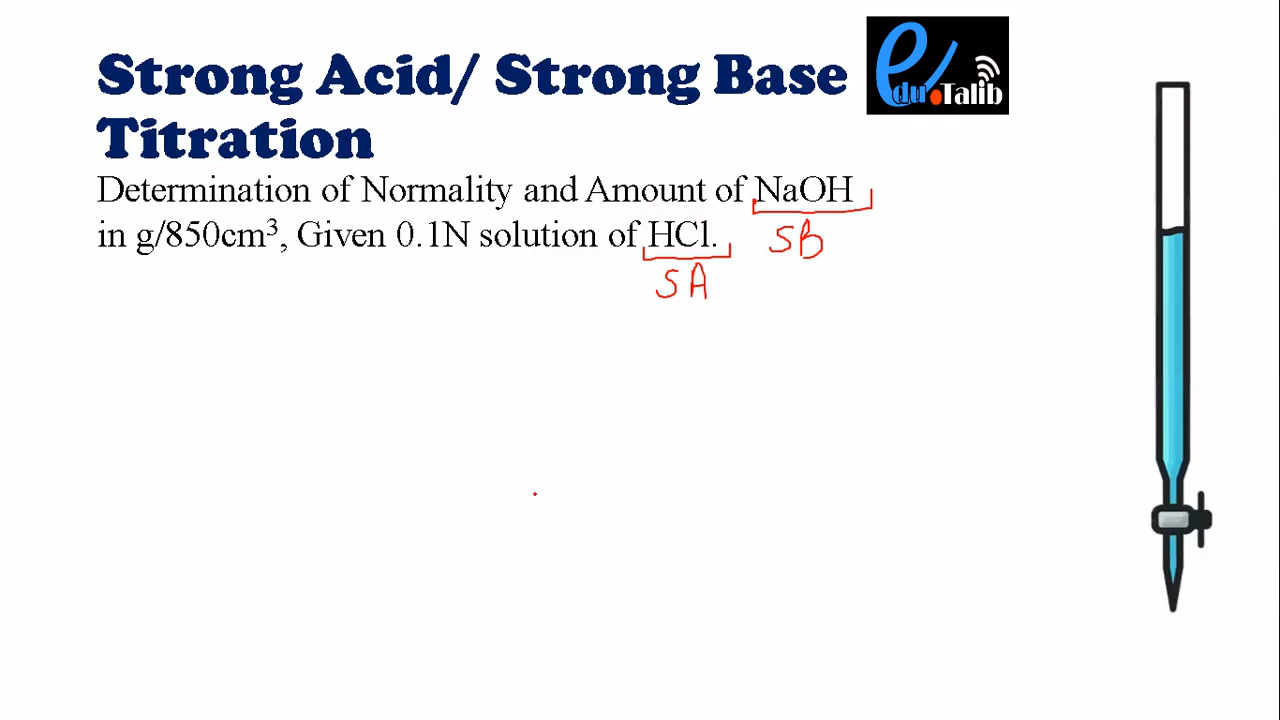 Strong Acid/ Strong Base
Titration
edu.Talib
Determination of Normality and Amount of NaOH
in g/850cm³, Given 0.1N solution of HCl.
SB
SA